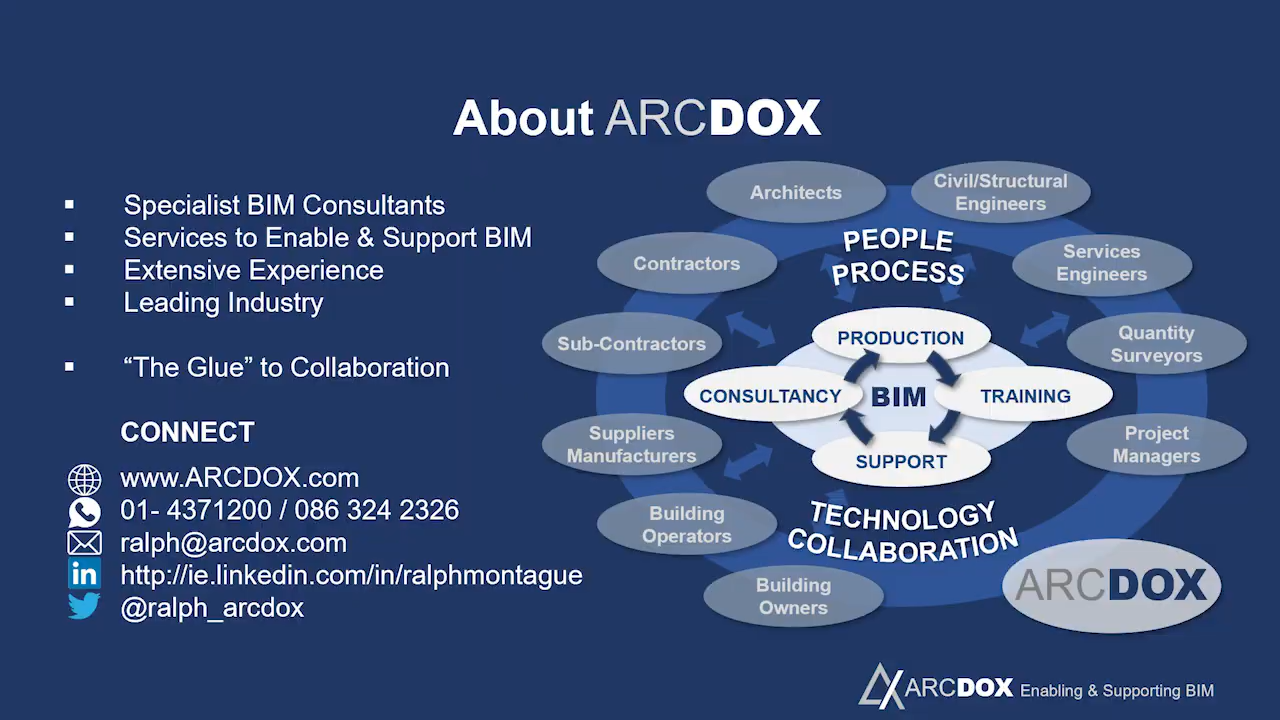 About ARCDOX
Specialist BIM Consultants
Services to Enable & Support BIM
Extensive Experience
Leading Industry
“The Glue” to Collaboration
CONNECT
www.ARCDOX.com
01- 4371200 / 086 324 2326
ralph@arcdox.com
http://ie.linkedin.com/in/ralphmontague
@ralph_arcdox
Architects
Civil/Structural
Engineers
PEOPLE
PROCESS
Contractors
Services
Engineers
Sub-Contractors
PRODUCTION
Quantity
Surveyors
CONSULTANCY
BIM
TRAINING
Suppliers
Manufacturers
SUPPORT
Project
Managers
Building
Operators
TECHNOLOGY
COLLABORATION
Building
Owners
ARCDOX
ARCDOX Enabling & Supporting BIM